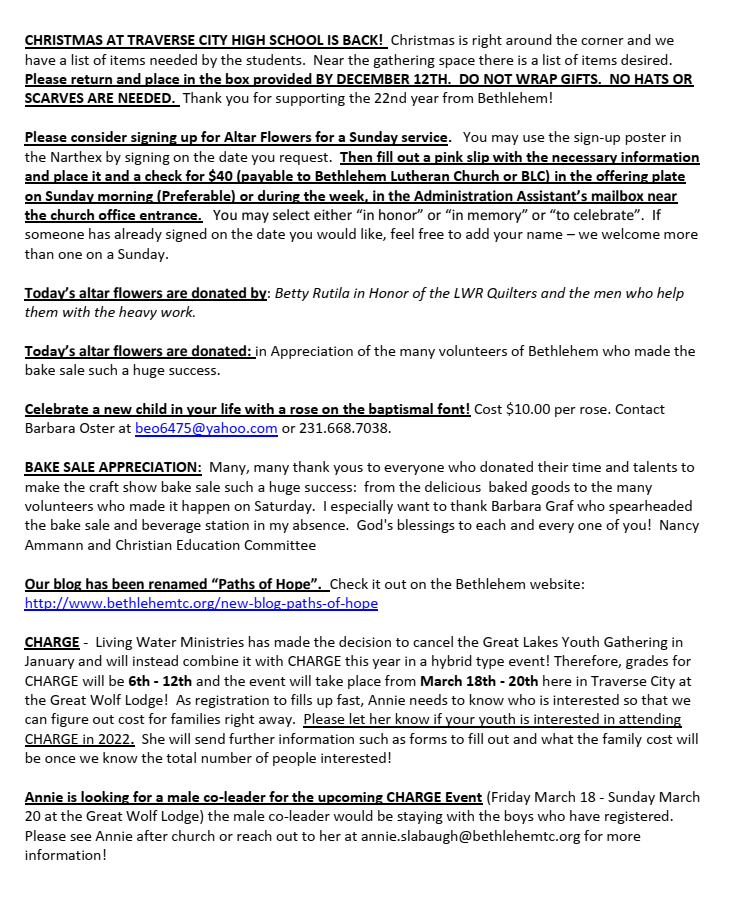 CHRISTMAS AT TRAVERSE CITY HIGH SCHOOL IS BACK! Christmas is right around the corner and we
have a list of items needed by the students. Near the gathering space there is a list of items desired.
Please return and place in the box provided BY DECEMBER 12TH. DO NOT WRAP GIFTS. NO HATS OR
SCARVES ARE NEEDED. Thank you for supporting the 22nd year from Bethlehem!
Please consider signing up for Altar Flowers for a Sunday service. You may use the sign-up poster in
the Narthex by signing on the date you request. Then fill out a pink slip with the necessary information
and place it and a check for $40 (payable to Bethlehem Lutheran Church or BLC) in the offering plate
on Sunday morning (Preferable) or during the week, in the Administration Assistant's mailbox near
the church office entrance. You may select either “in honor” or “in memory” or “to celebrate”. If
someone has already signed on the date you would like, feel free to add your name – we welcome more
than one on a Sunday.
Today's altar flowers are donated by: Betty Rutila in Honor of the LWR Quilters and the men who help
them with the heavy work.
Today's altar flowers are donated: in Appreciation of the many volunteers of Bethlehem who made the
bake sale such a huge success.
Celebrate a new child in your life with a rose on the baptismal font! Cost $10.00 per rose. Contact
Barbara Oster at beo6475@yahoo.com or 231.668.7038.
BAKE SALE APPRECIATION: Many, many thank yous to everyone who donated their time and talents to
make the craft show bake sale such a huge success: from the delicious baked goods to the many
volunteers who made it happen on Saturday. I especially want to thank Barbara Graf who spearheaded
the bake sale and beverage station in my absence. God's blessings to each and every one of you! Nancy
Ammann and Christian Education Committee
Our blog has been renamed “Paths of Hope”. Check it out on the Bethlehem website:
http://www.bethlehemtc.org/new-blog-paths-of-hope
CHARGE - Living Water Ministries has made the decision to cancel the Great Lakes Youth Gathering in
January and will instead combine it with CHARGE this year in a hybrid type event! Therefore, grades for
CHARGE will be 6th - 12th and the event will take place from March 18th - 20th here in Traverse City at
the Great Wolf Lodge! As registration to fills up fast, Annie needs to know who is interested so that we
can figure out cost for families right away. Please let her know if your youth is interested in attending
CHARGE in 2022. She will send further information such as forms to fill out and what the family cost will
be once we know the total number of people interested!
Annie is looking for a male co-leader for the upcoming CHARGE Event (Friday March 18 - Sunday March
20 at the Great Wolf Lodge) the male co-leader would be staying with the boys who have registered.
Please see Annie after church or reach out to her at annie.slabaugh@bethlehemtc.org for more
information!